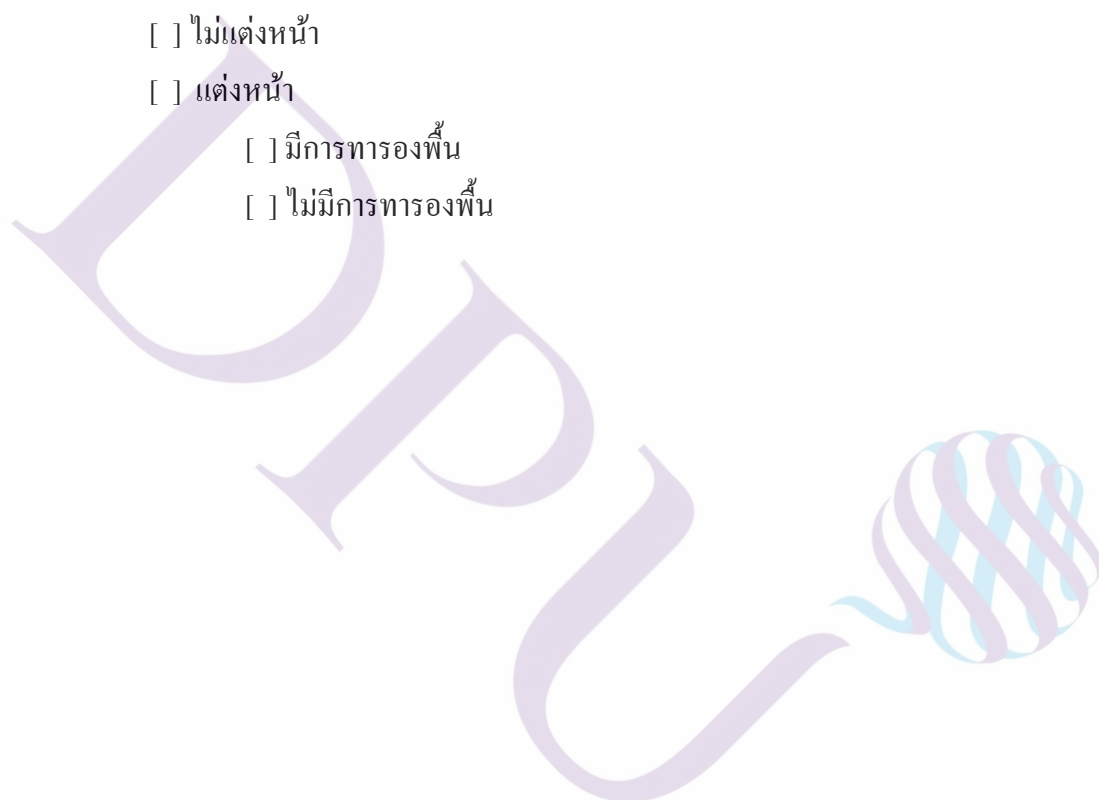 [ ] ไม่แต่งหน้า
[ ] แต่งหน้า
[ ] มีการทารองพื้น
[ ] ไม่มีการทารองพื้น
DPU